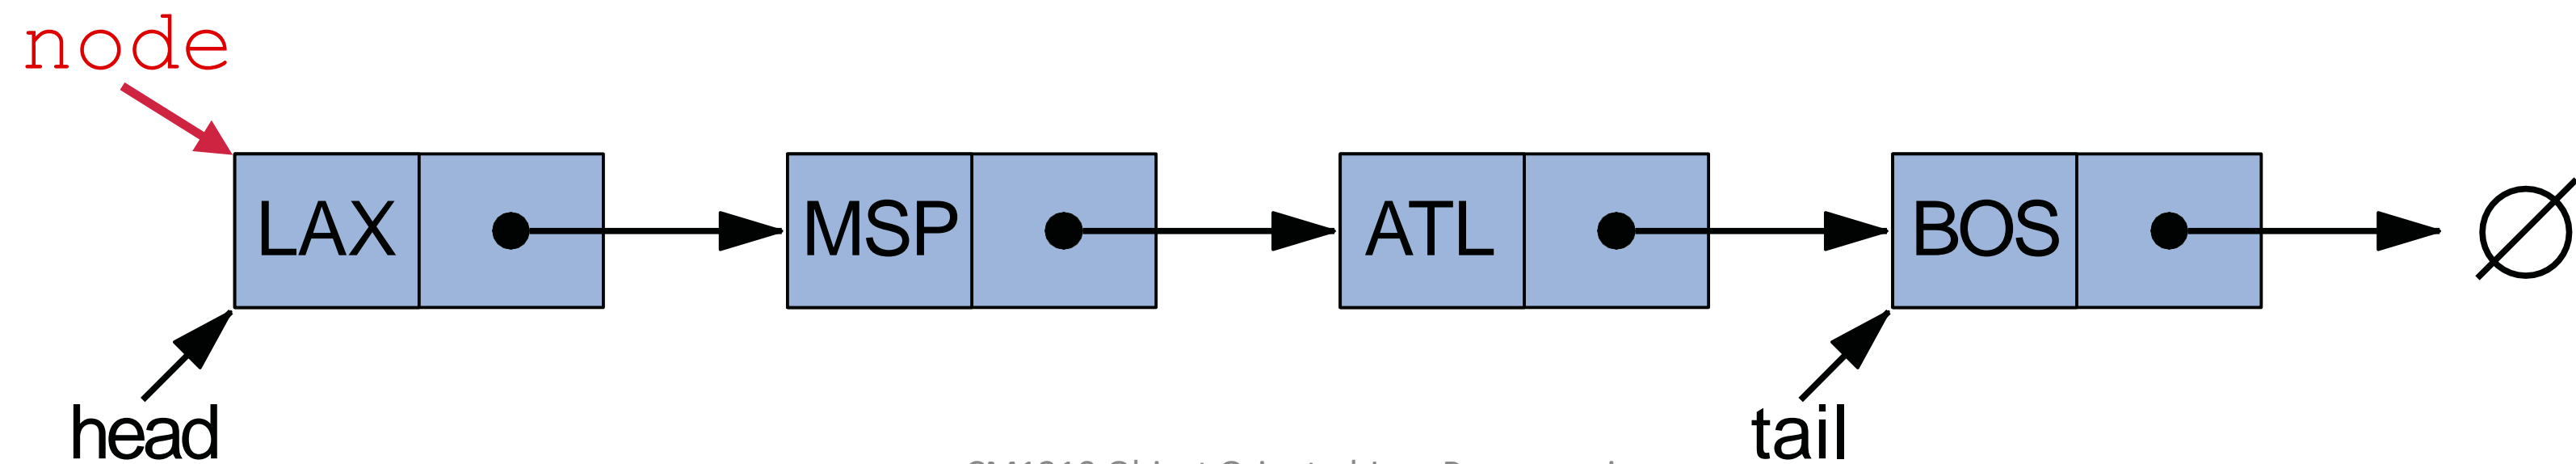 node
LAX MSP ATL BOS ∅
head tail